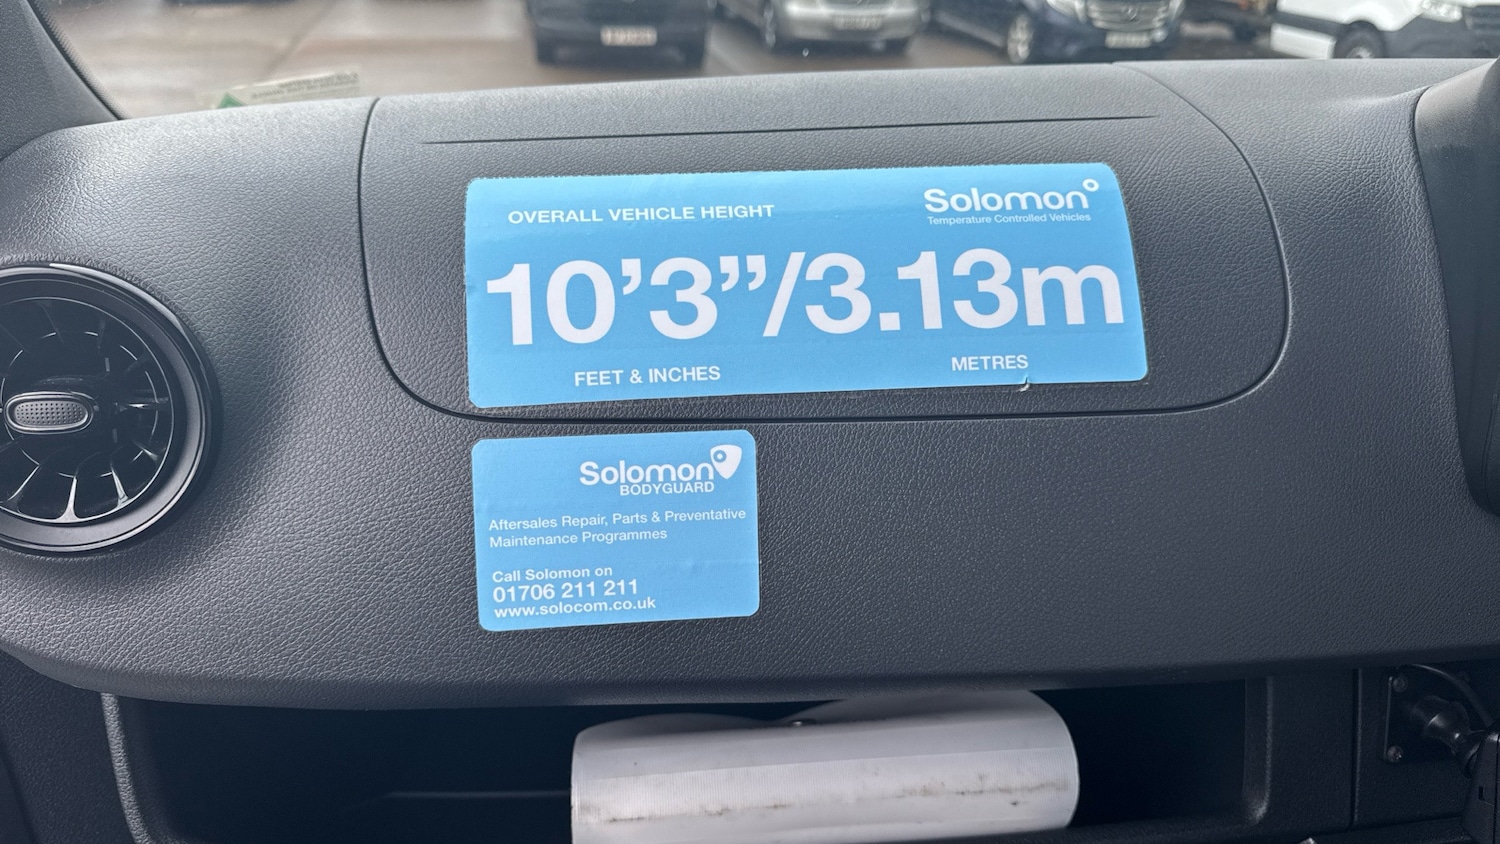 Solomon
Temperature Controlled Vehicles
OVERALL VEHICLE HEIGHT
10’3”/3.13m
FEET & INCHES
METRES
Solomon
BODYGUARD
Aftersales Repair, Parts & Preventative
Maintenance Programmes
Call Solomon on
01706 211 211
www.solocom.co.uk